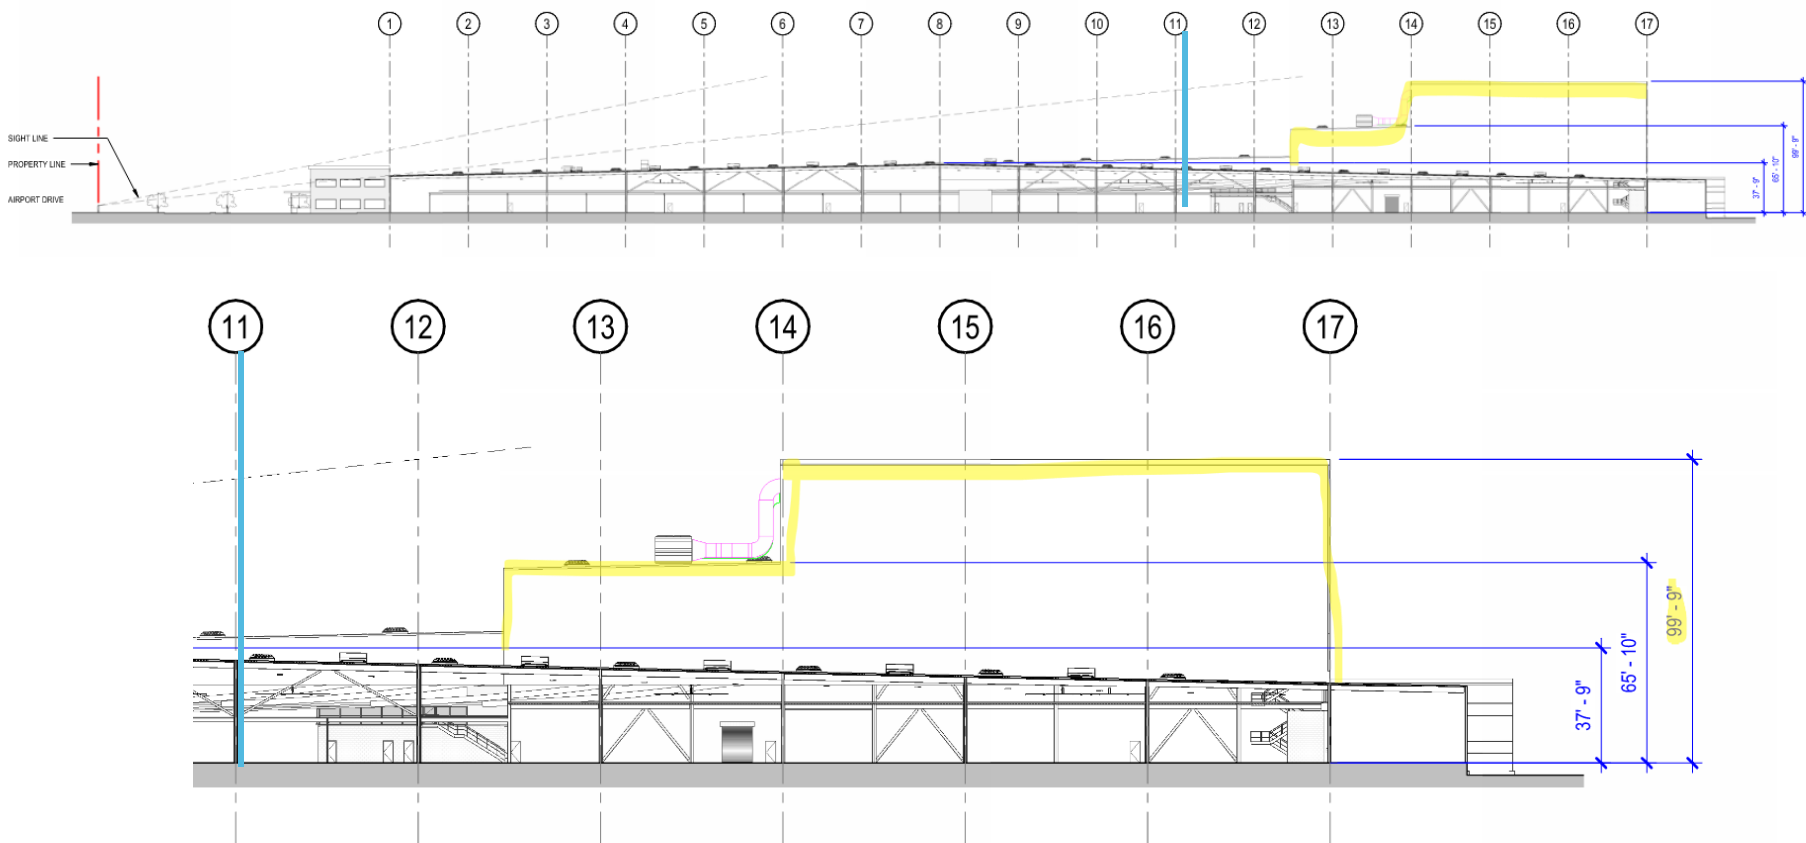 1 2 3 4 5 6 7 8 9 10 11 12 13 14 15 16 17
SIGHT LINE
PROPERTY LINE
AIRPORT DRIVE
37' - 9"
65' - 10"
99' - 9"
11 12 13 14 15 16 17
37' - 9"
65' - 10"
99' - 9"